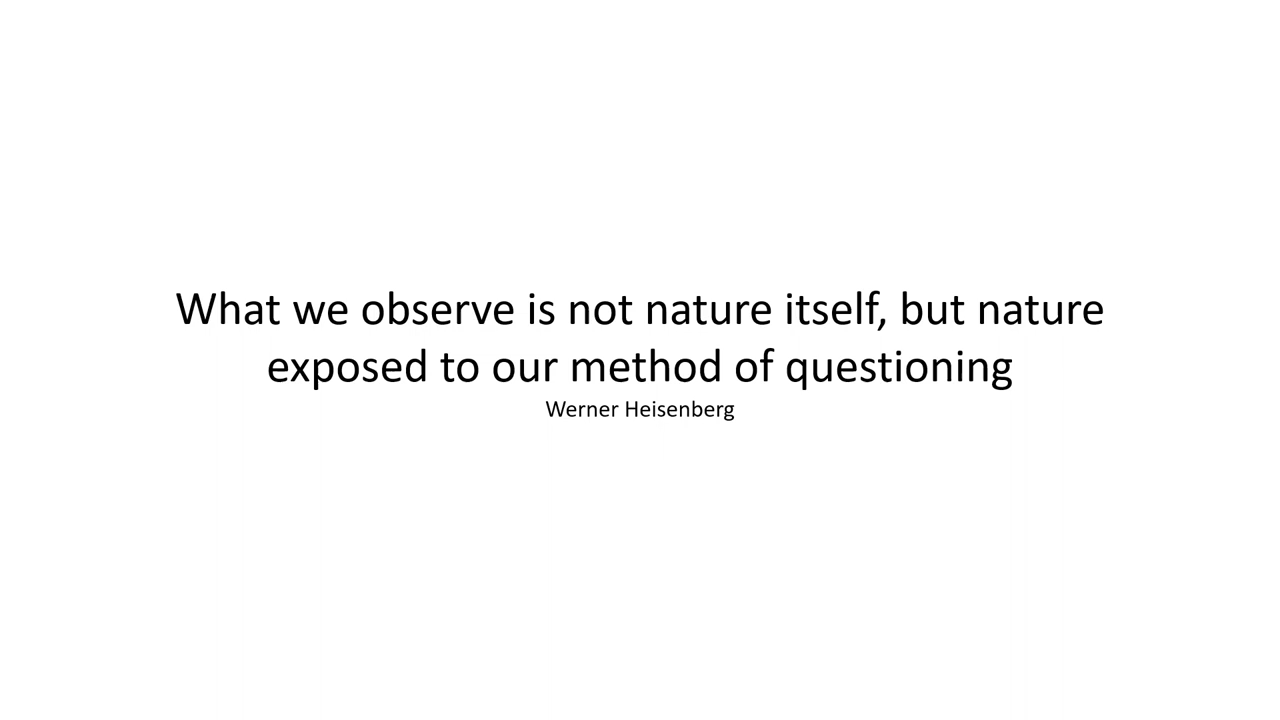 What we observe is not nature itself, but nature
exposed to our method of questioning
Werner Heisenberg